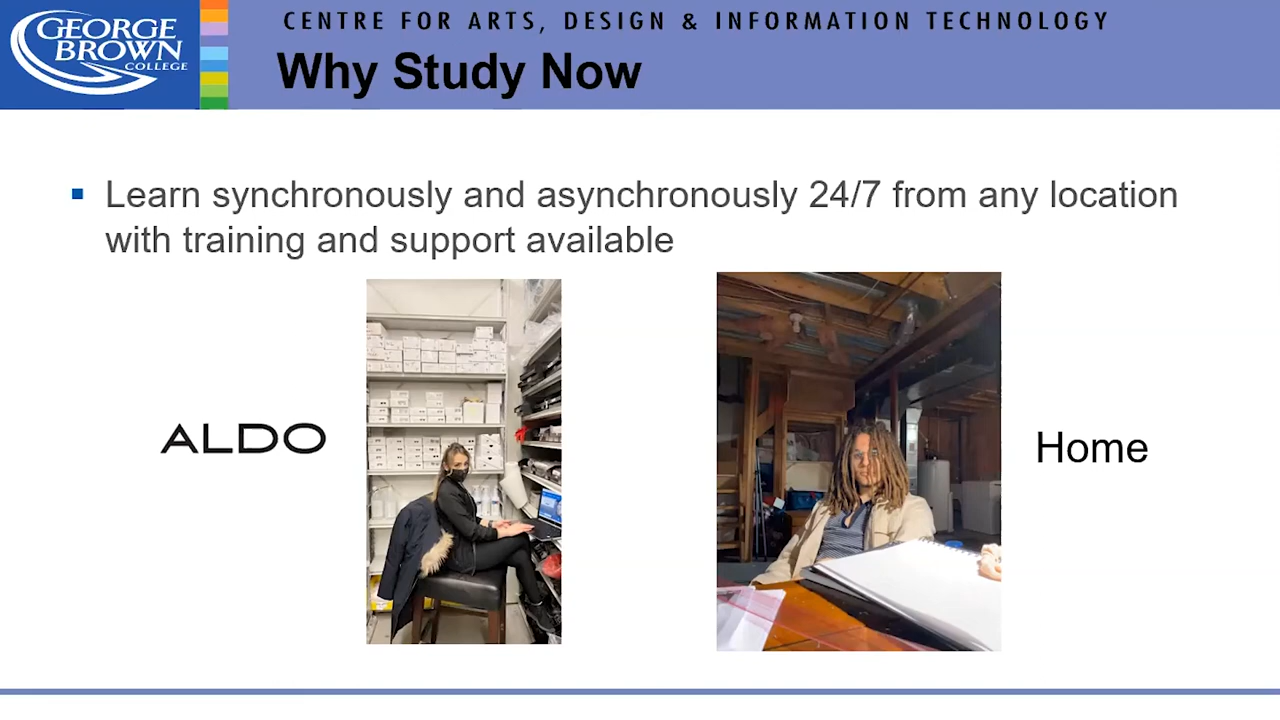 GEORGE
BROWN
COLLEGE
CENTRE FOR ARTS, DESIGN & INFORMATION TECHNOLOGY
Why Study Now
Learn synchronously and asynchronously 24/7 from any location
with training and support available
ALDO
Home